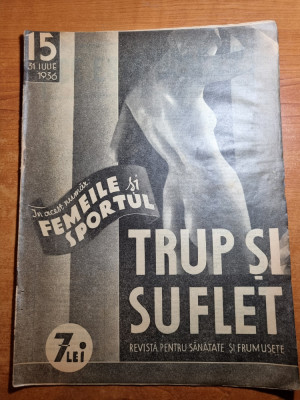 15
31 IULIE
1936
In acest număr
FEMEILE și
SPORTUL
TRUP ȘI
SUFLET
REVISTĂ PENTRU SĂNĂTATE ȘI FRUMUSEȚE
7 LEI